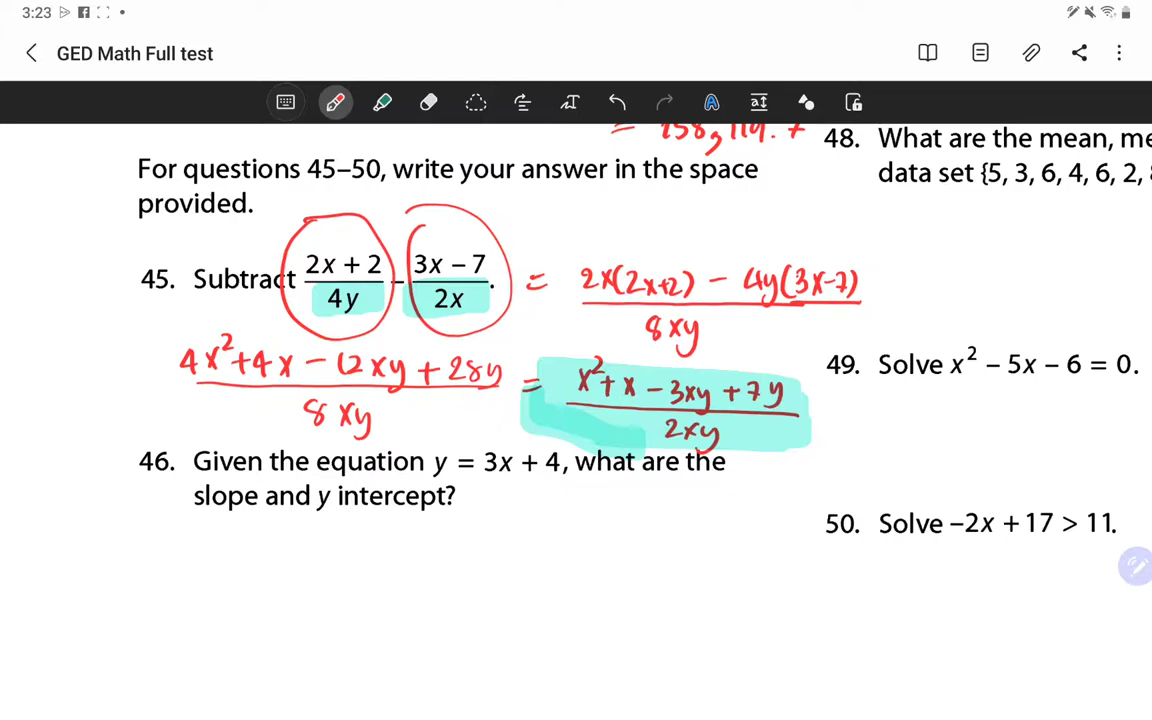 3:23
GED Math Full test
= 158,119.7
For questions 45–50, write your answer in the space
provided.
45. Subtract (2x + 2)/(4y) – (3x – 7)/(2x). = (2x(2x+2) – 4y(3x-7))/(8xy)
(4x²+4x – 12xy + 28y)/(8xy) = (x²+x – 3xy + 7y)/(2xy)
46. Given the equation y = 3x + 4, what are the
slope and y intercept?
48. What are the mean, me
data set {5, 3, 6, 4, 6, 2,
49. Solve x² – 5x – 6 = 0.
50. Solve –2x + 17 > 11.